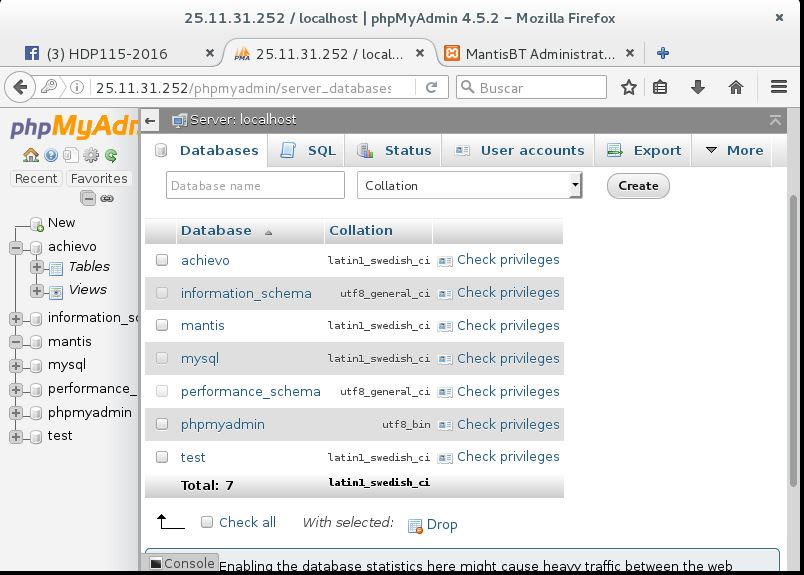 25.11.31.252 / localhost | phpMyAdmin 4.5.2 – Mozilla Firefox
(3) HDP115-2016
25.11.31.252 / local...
MantisBT Administrat...
25.11.31.252/phpmyadmin/server_databases
Buscar
phpMyAdm
Server: localhost
Recent
Favorites
Databases
SQL
Status
User accounts
Export
More
Database name
Collation
Create
New
achievo
Tables
Views
information_sc
mantis
mysql
performance_
phpmyadmin
test
Database Collation
achievo latin1_swedish_ci Check privileges
information_schema utf8_general_ci Check privileges
mantis latin1_swedish_ci Check privileges
mysql latin1_swedish_ci Check privileges
performance_schema utf8_general_ci Check privileges
phpmyadmin utf8_bin Check privileges
test latin1_swedish_ci Check privileges
Total: 7 latin1_swedish_ci
Check all With selected: Drop
Console
Enabling the database statistics here might cause heavy traffic between the web